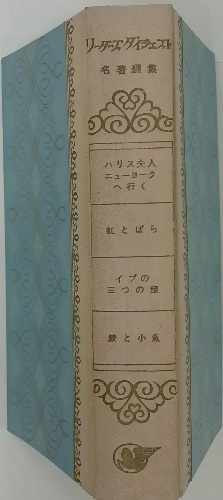 リーダーズダイジェスト
名著選集
ハリス夫人
ニューヨーク
へ行く
虹とばら
イブの
三つの顔
鮫と小魚